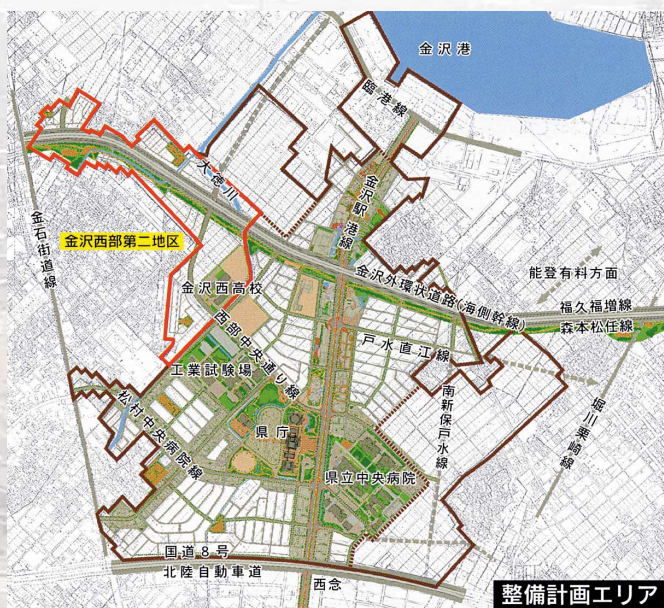 金沢港
臨港線
大徳川
金沢駅港線
金石街道線
金沢西部第二地区
能登有料方面
金沢西高校
金沢外環状道路(海側幹線)
福久福増線
森本松任線
西部中央通り線
戸水直江線
工業試験場
松村中央病院線
県庁
南新保戸水線
堀川粟崎線
県立中央病院
国道8号
北陸自動車道
西念
整備計画エリア